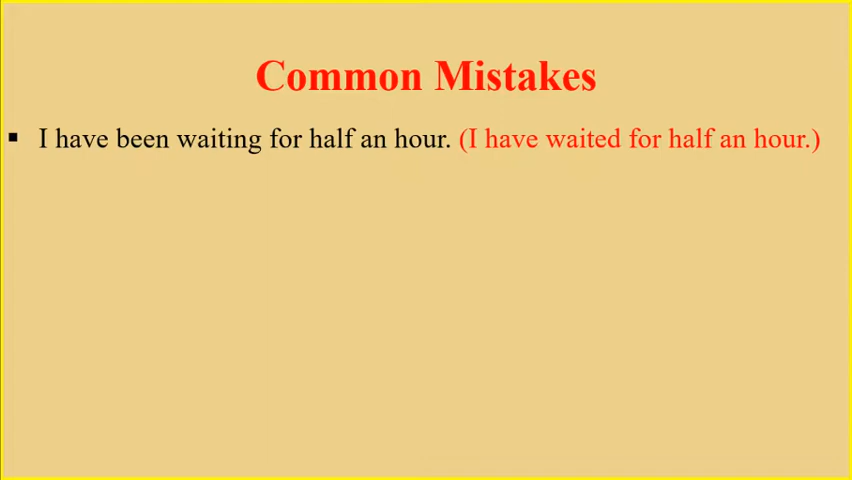 Common Mistakes
▪ I have been waiting for half an hour. (I have waited for half an hour.)